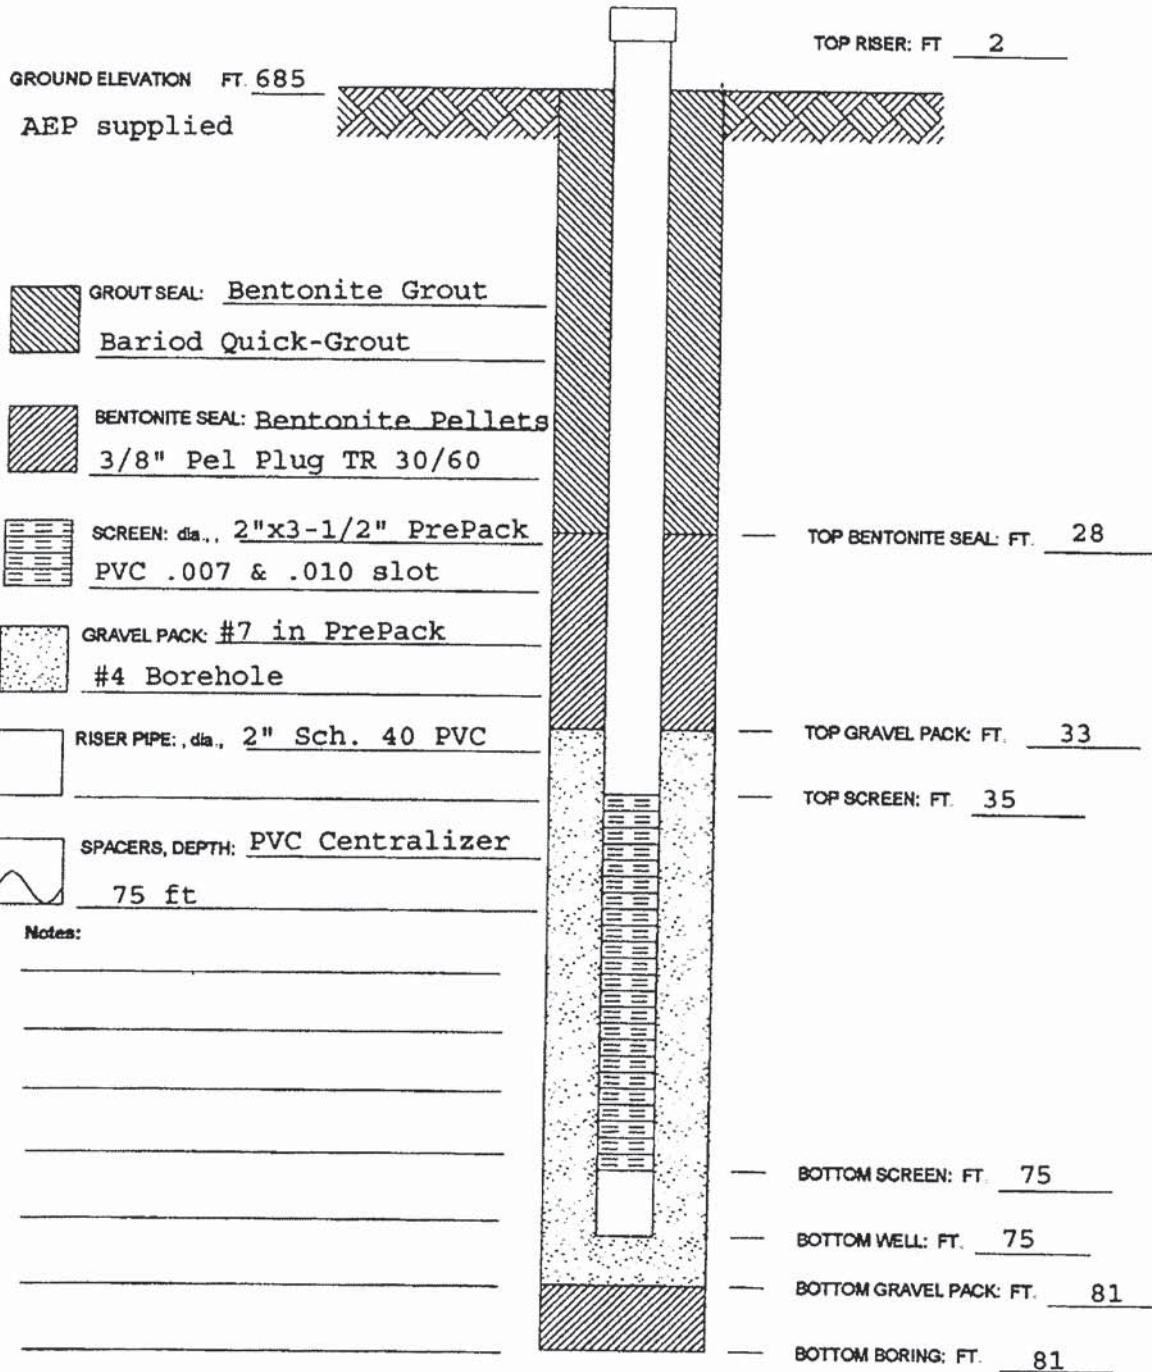 TOP RISER: FT 2
GROUND ELEVATION FT. 685
AEP supplied
GROUT SEAL: Bentonite Grout
Bariod Quick-Grout
BENTONITE SEAL: Bentonite Pellets
3/8" Pel Plug TR 30/60
SCREEN: dia., 2"x3-1/2" PrePack
PVC .007 & .010 slot
TOP BENTONITE SEAL: FT. 28
GRAVEL PACK: #7 in PrePack
#4 Borehole
RISER PIPE: , dia., 2" Sch. 40 PVC
TOP GRAVEL PACK: FT. 33
TOP SCREEN: FT. 35
SPACERS, DEPTH: PVC Centralizer
75 ft
Notes:
BOTTOM SCREEN: FT. 75
BOTTOM WELL: FT. 75
BOTTOM GRAVEL PACK: FT. 81
BOTTOM BORING: FT. 81